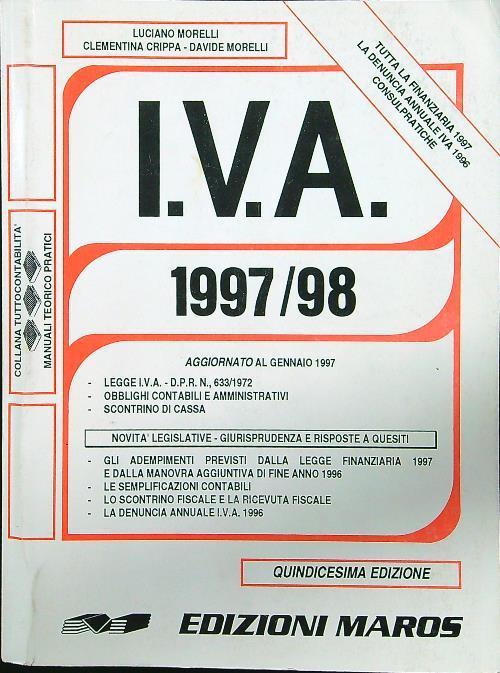 LUCIANO MORELLI
CLEMENTINA CRIPPA - DAVIDE MORELLI
TUTTA LA FINANZIARIA 1997
LA DENUNCIA ANNUALE IVA 1996
CONSULPRATICHE
I.V.A.
1997/98
COLLANA TUTTOCONTABILITA'
MANUALI TEORICO PRATICI
AGGIORNATO AL GENNAIO 1997
- LEGGE I.V.A. - D.P.R. N., 633/1972
- OBBLIGHI CONTABILI E AMMINISTRATIVI
- SCONTRINO DI CASSA
NOVITA' LEGISLATIVE - GIURISPRUDENZA E RISPOSTE A QUESITI
- GLI ADEMPIMENTI PREVISTI DALLA LEGGE FINANZIARIA 1997
E DALLA MANOVRA AGGIUNTIVA DI FINE ANNO 1996
- LE SEMPLIFICAZIONI CONTABILI
- LO SCONTRINO FISCALE E LA RICEVUTA FISCALE
- LA DENUNCIA ANNUALE I.V.A. 1996
QUINDICESIMA EDIZIONE
EDIZIONI MAROS